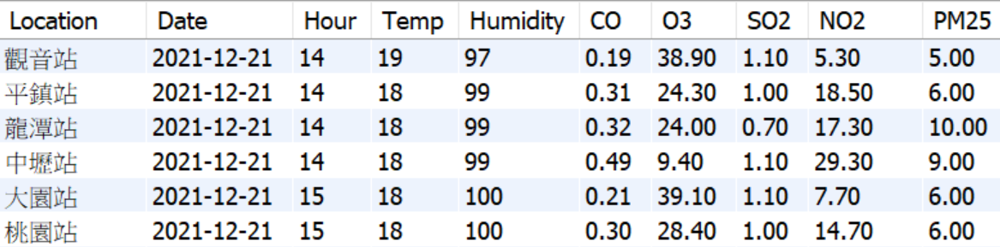 Location Date Hour Temp Humidity CO O3 SO2 NO2 PM25
觀音站 2021-12-21 14 19 97 0.19 38.90 1.10 5.30 5.00
平鎮站 2021-12-21 14 18 99 0.31 24.30 1.00 18.50 6.00
龍潭站 2021-12-21 14 18 99 0.32 24.00 0.70 17.30 10.00
中壢站 2021-12-21 14 18 99 0.49 9.40 1.10 29.30 9.00
大園站 2021-12-21 15 18 100 0.21 39.10 1.10 7.70 6.00
桃園站 2021-12-21 15 18 100 0.30 28.40 1.00 14.70 6.00